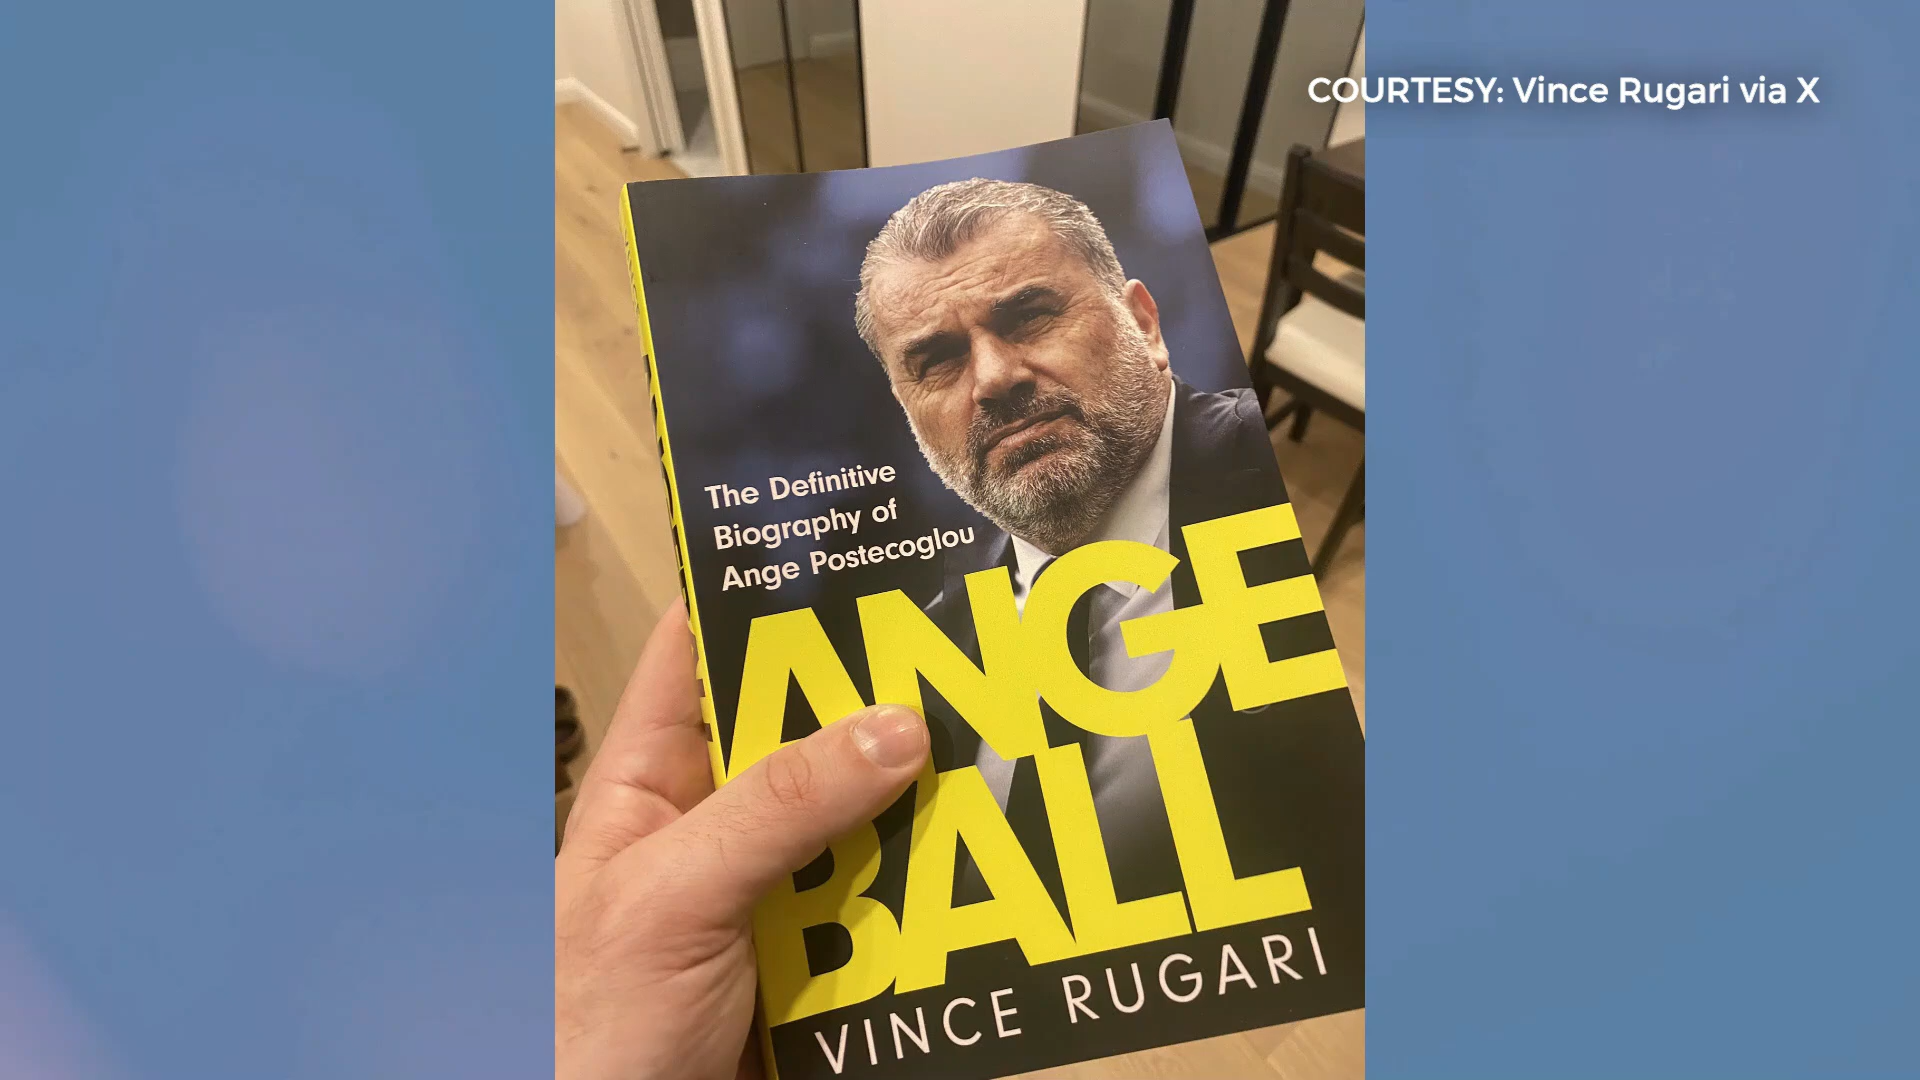 COURTESY: Vince Rugari via X
The Definitive
Biography of
Ange Postecoglou
ANGE
BALL
VINCE RUGARI